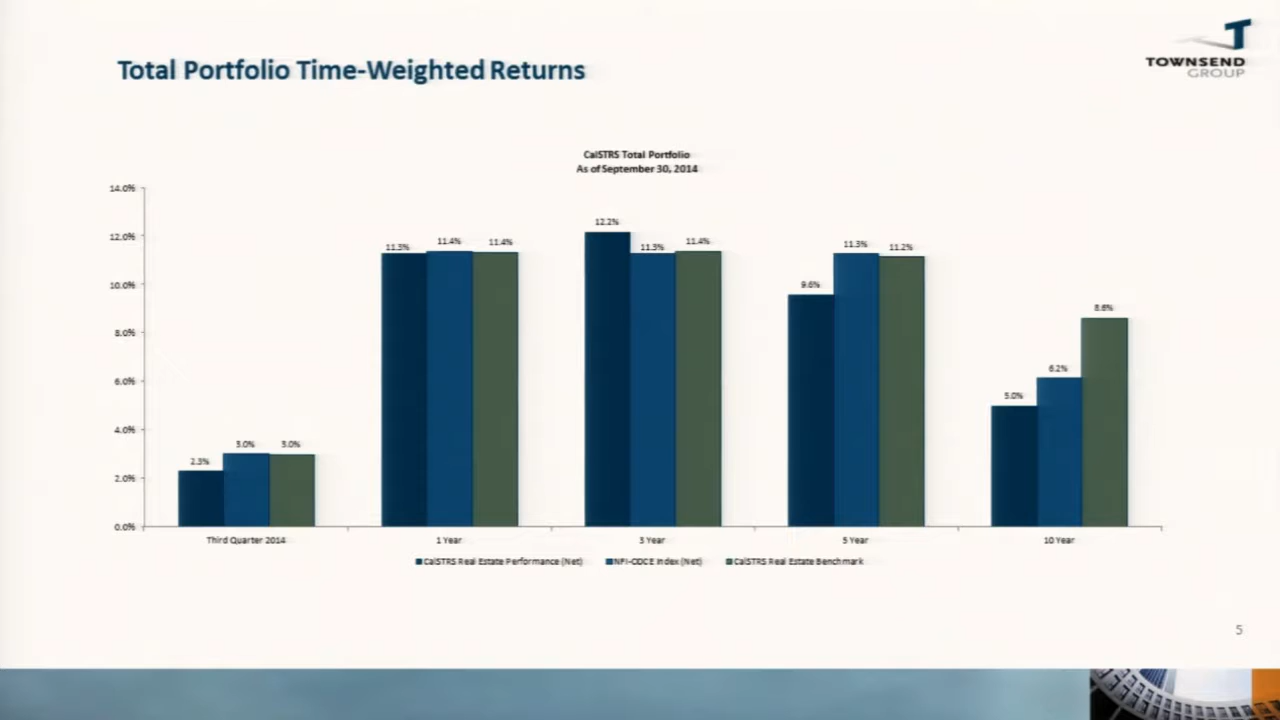 Total Portfolio Time-Weighted Returns
TOWNSEND
GROUP
CalSTRS Total Portfolio
As of September 30, 2014
14.0%
12.0%
10.0%
8.0%
6.0%
4.0%
2.0%
0.0%
2.3%
3.0%
3.0%
11.3%
11.4%
11.4%
12.2%
11.3%
11.4%
9.6%
11.3%
11.2%
5.0%
6.2%
8.6%
Third Quarter 2014
1 Year
3 Year
5 Year
10 Year
CalSTRS Real Estate Performance (Net)
NFI-ODCE Index (Net)
CalSTRS Real Estate Benchmark
5